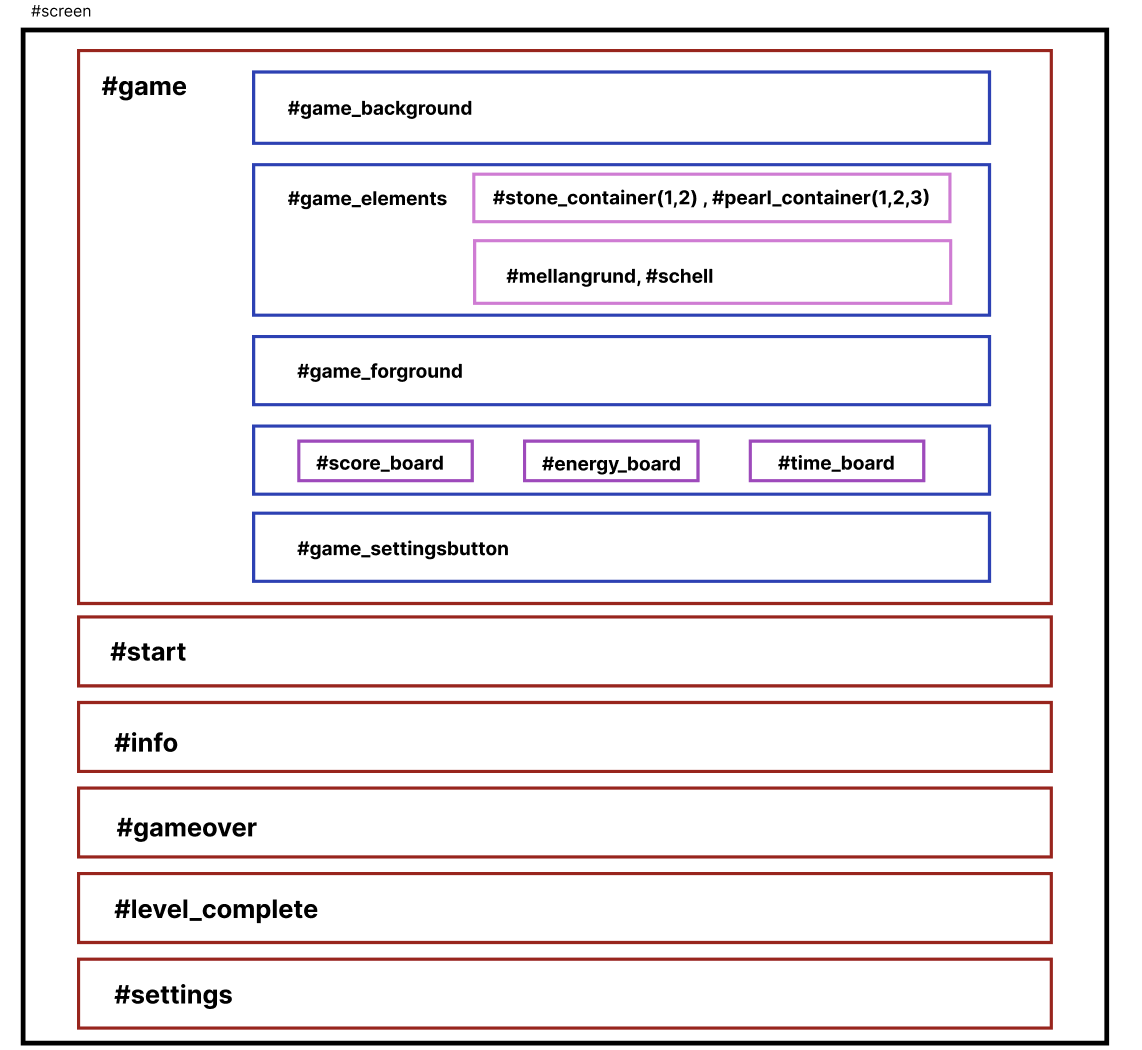 #screen
#game
#game_background
#game_elements
#stone_container(1,2) , #pearl_container(1,2,3)
#mellangrund, #schell
#game_forground
#score_board
#energy_board
#time_board
#game_settingsbutton
#start
#info
#gameover
#level_complete
#settings